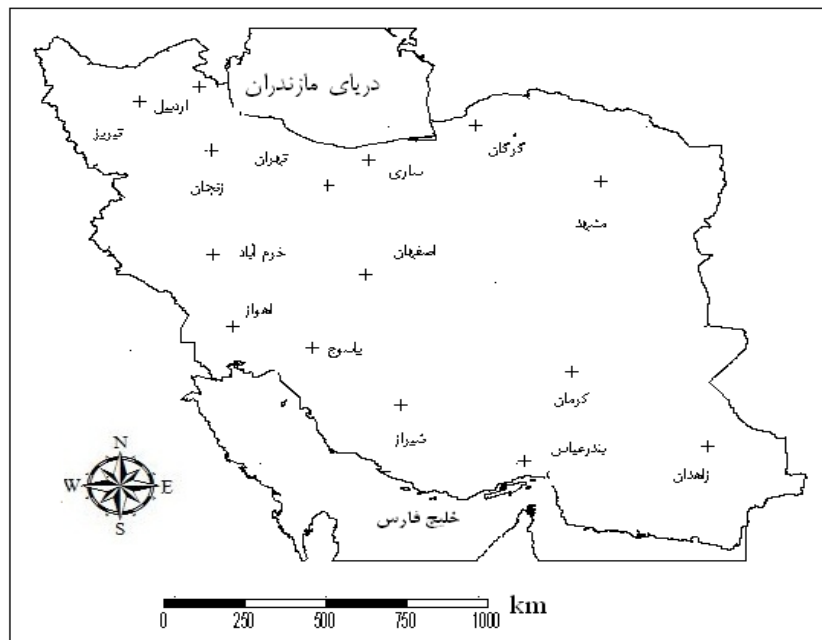 دریای مازندران
اردبیل
تبریز
زنجان
تهران
ساری
گرگان
مشهد
خرم آباد
اصفهان
اهواز
یاسوج
شیراز
کرمان
بندرعباس
زاهدان
خلیج فارس
N
W
E
S
0 250 500 750 1000 km